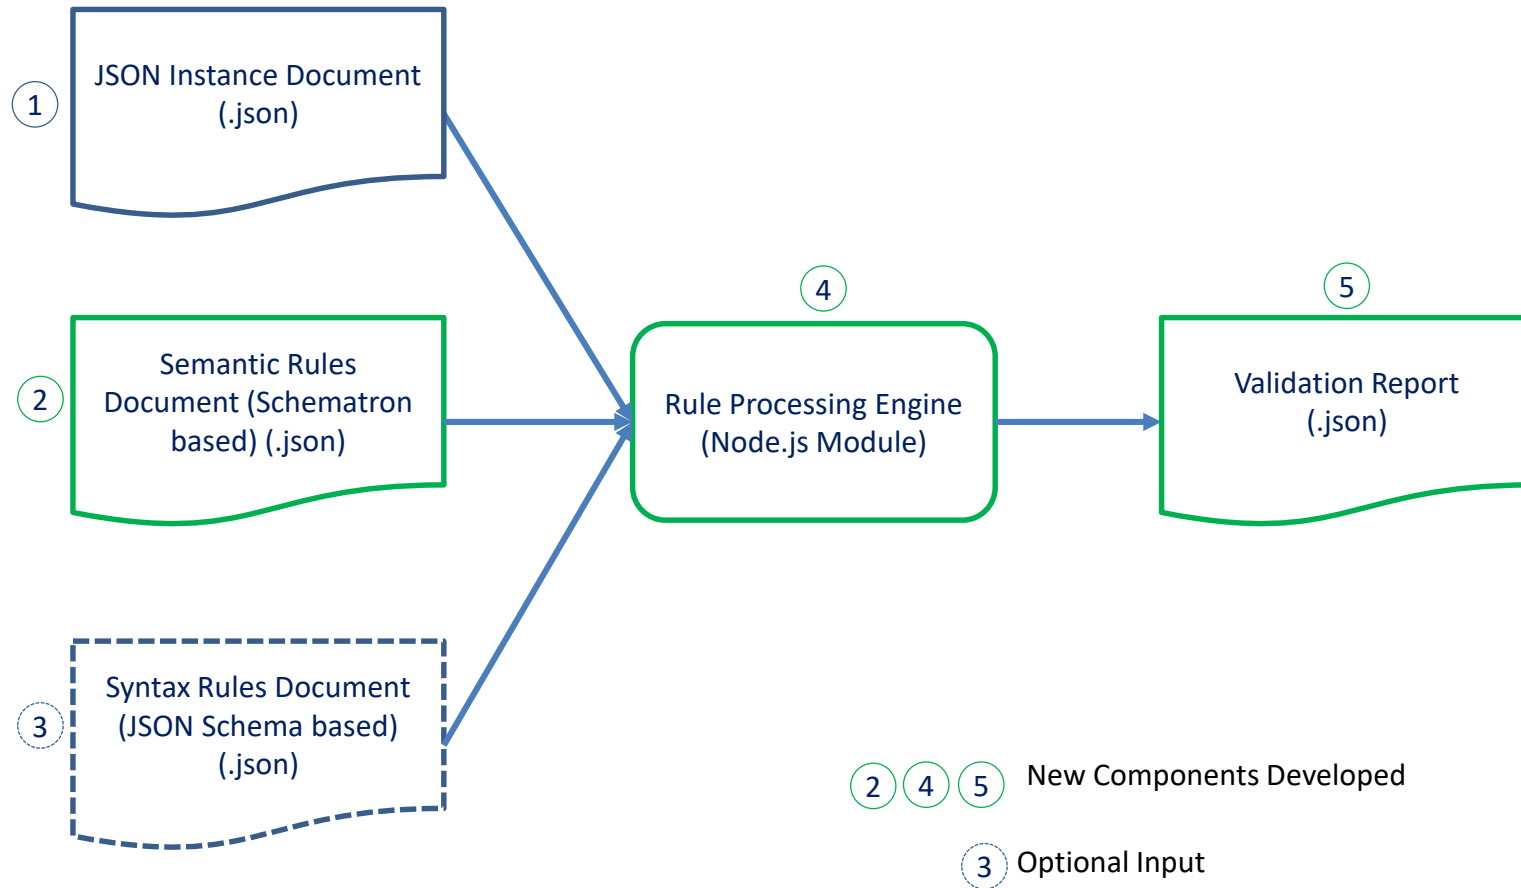 1
JSON Instance Document
(.json)
2
Semantic Rules
Document (Schematron
based) (.json)
3
Syntax Rules Document
(JSON Schema based)
(.json)
4
Rule Processing Engine
(Node.js Module)
5
Validation Report
(.json)
2 4 5 New Components Developed
3 Optional Input